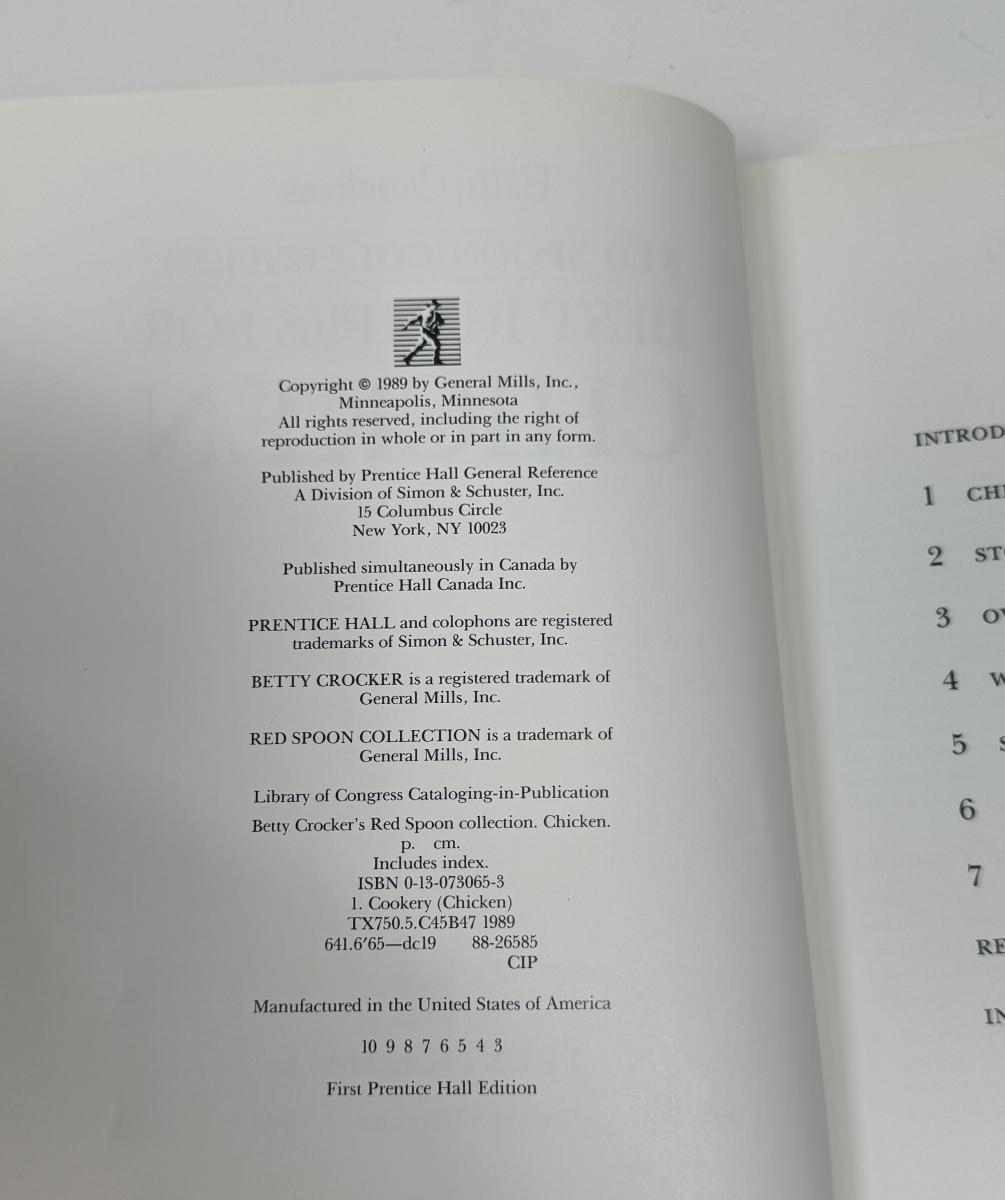 Copyright © 1989 by General Mills, Inc.,
Minneapolis, Minnesota
All rights reserved, including the right of
reproduction in whole or in part in any form.
Published by Prentice Hall General Reference
A Division of Simon & Schuster, Inc.
15 Columbus Circle
New York, NY 10023
Published simultaneously in Canada by
Prentice Hall Canada Inc.
PRENTICE HALL and colophons are registered
trademarks of Simon & Schuster, Inc.
BETTY CROCKER is a registered trademark of
General Mills, Inc.
RED SPOON COLLECTION is a trademark of
General Mills, Inc.
Library of Congress Cataloging-in-Publication
Betty Crocker's Red Spoon collection. Chicken.
p. cm.
Includes index.
ISBN 0-13-073065-3
1. Cookery (Chicken)
TX750.5.C45B47 1989
641.6'65—dc19 88-26585
CIP
Manufactured in the United States of America
10 9 8 7 6 5 4 3
First Prentice Hall Edition
INTROD
1 CH
2 ST
3 O
4 W
5 S
6
7
RE
IN